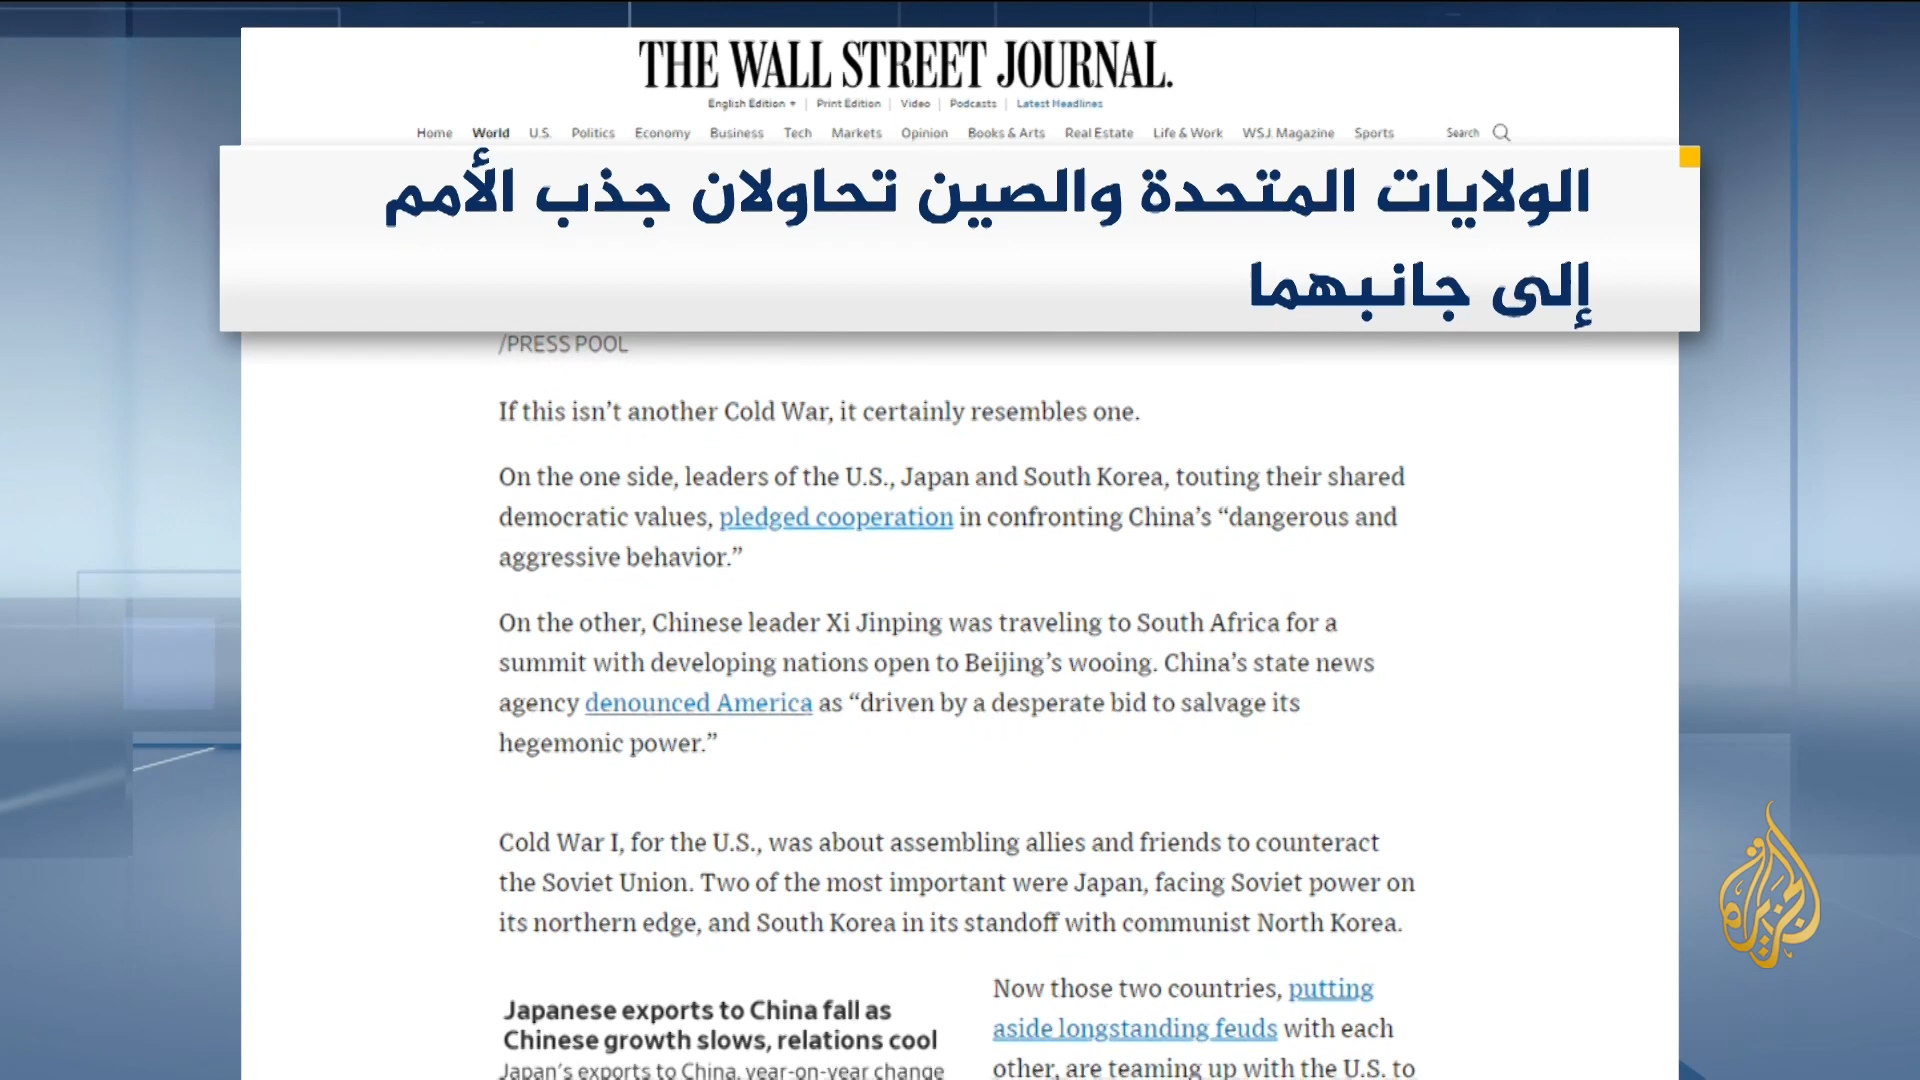 THE WALL STREET JOURNAL.
English Edition ▾ | Print Edition | Video | Podcasts | Latest Headlines
Home World U.S. Politics Economy Business Tech Markets Opinion Books & Arts Real Estate Life & Work WSJ. Magazine Sports Search
الولايات المتحدة والصين تحاولان جذب الأمم
إلى جانبهما
/PRESS POOL
If this isn’t another Cold War, it certainly resembles one.
On the one side, leaders of the U.S., Japan and South Korea, touting their shared
democratic values, pledged cooperation in confronting China’s “dangerous and
aggressive behavior.”
On the other, Chinese leader Xi Jinping was traveling to South Africa for a
summit with developing nations open to Beijing’s wooing. China’s state news
agency denounced America as “driven by a desperate bid to salvage its
hegemonic power.”
Cold War I, for the U.S., was about assembling allies and friends to counteract
the Soviet Union. Two of the most important were Japan, facing Soviet power on
its northern edge, and South Korea in its standoff with communist North Korea.
Japanese exports to China fall as
Chinese growth slows, relations cool
Japan’s exports to China, year-on-year change
Now those two countries, putting
aside longstanding feuds with each
other, are teaming up with the U.S. to
الجزيرة